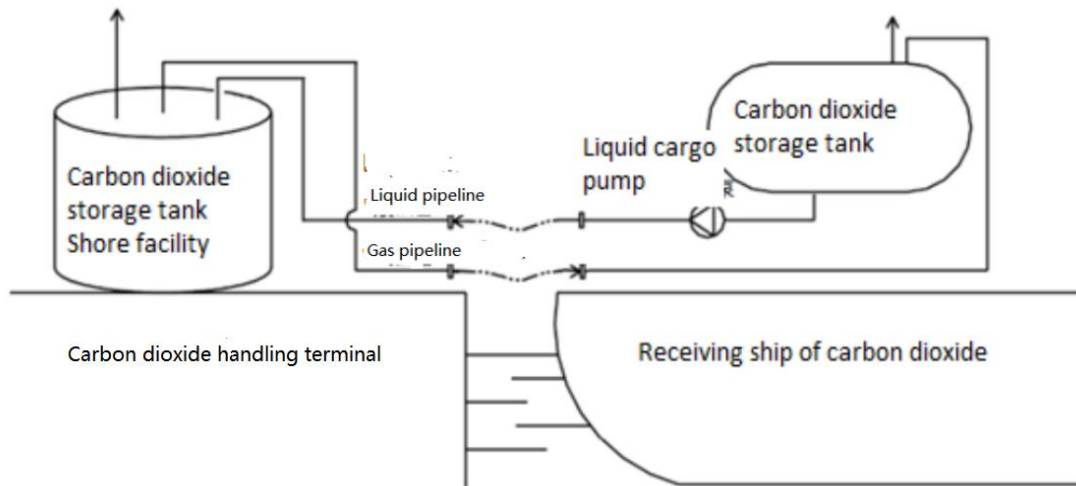 Carbon dioxide
storage tank
Shore facility
Liquid pipeline
Gas pipeline
Liquid cargo
pump
Carbon dioxide
storage tank
Carbon dioxide handling terminal
Receiving ship of carbon dioxide